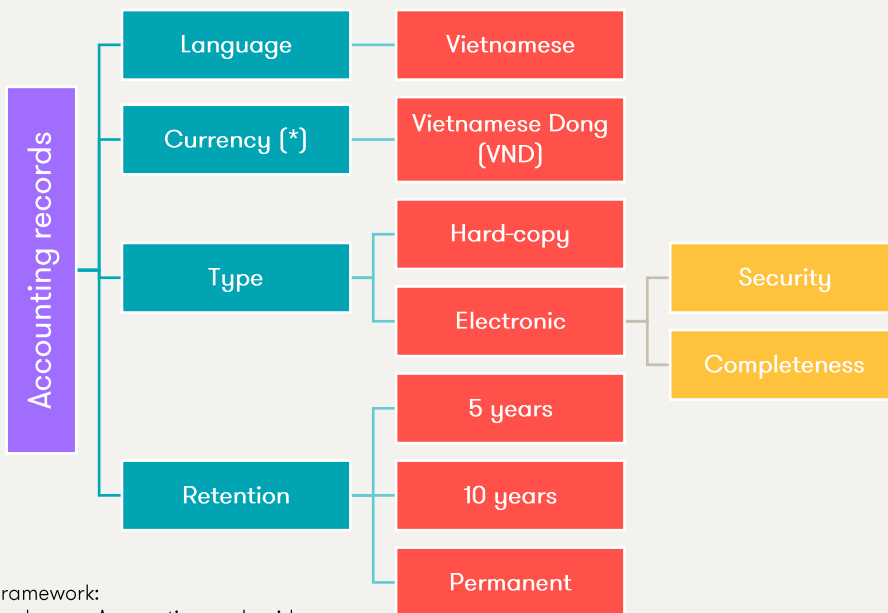 Accounting records
Language
Vietnamese
Currency (*)
Vietnamese Dong
(VND)
Type
Hard-copy
Electronic
Security
Completeness
Retention
5 years
10 years
Permanent
ramework: